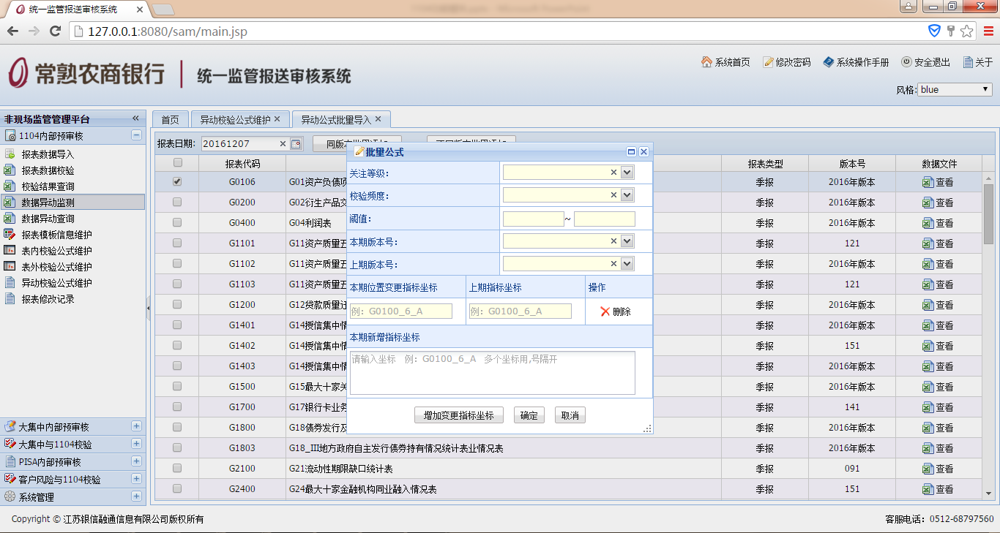 统一监管报送审核系统
127.0.0.1:8080/sam/main.jsp
常熟农商银行 统一监管报送审核系统
系统首页 修改密码 系统操作手册 安全退出 关于
风格: blue
非现场监管管理平台
1104内部预审核
报表数据导入
报表数据校验
校验结果查询
数据异动监测
数据异动查询
报表模板信息维护
表内校验公式维护
表外校验公式维护
异动校验公式维护
报表修改记录
大集中内部预审核
大集中与1104校验
PISA内部预审核
客户风险与1104校验
系统管理
首页 异动校验公式维护 异动公式批量导入
报表日期: 20161207
报表代码 报表类型 版本号 数据文件
G0106 G01资产负债项 季报 2016年版本 查看
G0200 G02衍生产品交 季报 2016年版本 查看
G0400 G04利润表 季报 2016年版本 查看
G1101 G11资产质量五 季报 121 查看
G1102 G11资产质量五 季报 2016年版本 查看
G1103 G11资产质量五 季报 121 查看
G1200 G12贷款质量迁 季报 2016年版本 查看
G1401 G14授信集中情 季报 2016年版本 查看
G1402 G14授信集中情 季报 151 查看
G1403 G14授信集中情 季报 2016年版本 查看
G1500 G15最大十家关 季报 2016年版本 查看
G1700 G17银行卡业务 季报 141 查看
G1800 G18债券发行及 季报 2016年版本 查看
G1803 G18_III地方政府自主发行债券持有情况统计表业情况表 季报 2016年版本 查看
G2100 G21流动性期限缺口统计表 季报 091 查看
G2400 G24最大十家金融机构同业融入情况表 季报 151 查看
批量公式
关注等级:
校验频度:
阈值: ~
本期版本号:
上期版本号:
本期位置变更指标坐标 上期指标坐标 操作
例: G0100_6_A 例: G0100_6_A 删除
本期新增指标坐标
请输入坐标 例: G0100_6_A 多个坐标用,号隔开
增加变更指标坐标 确定 取消
Copyright © 江苏银信融通信息有限公司版权所有
客服电话: 0512-68797560